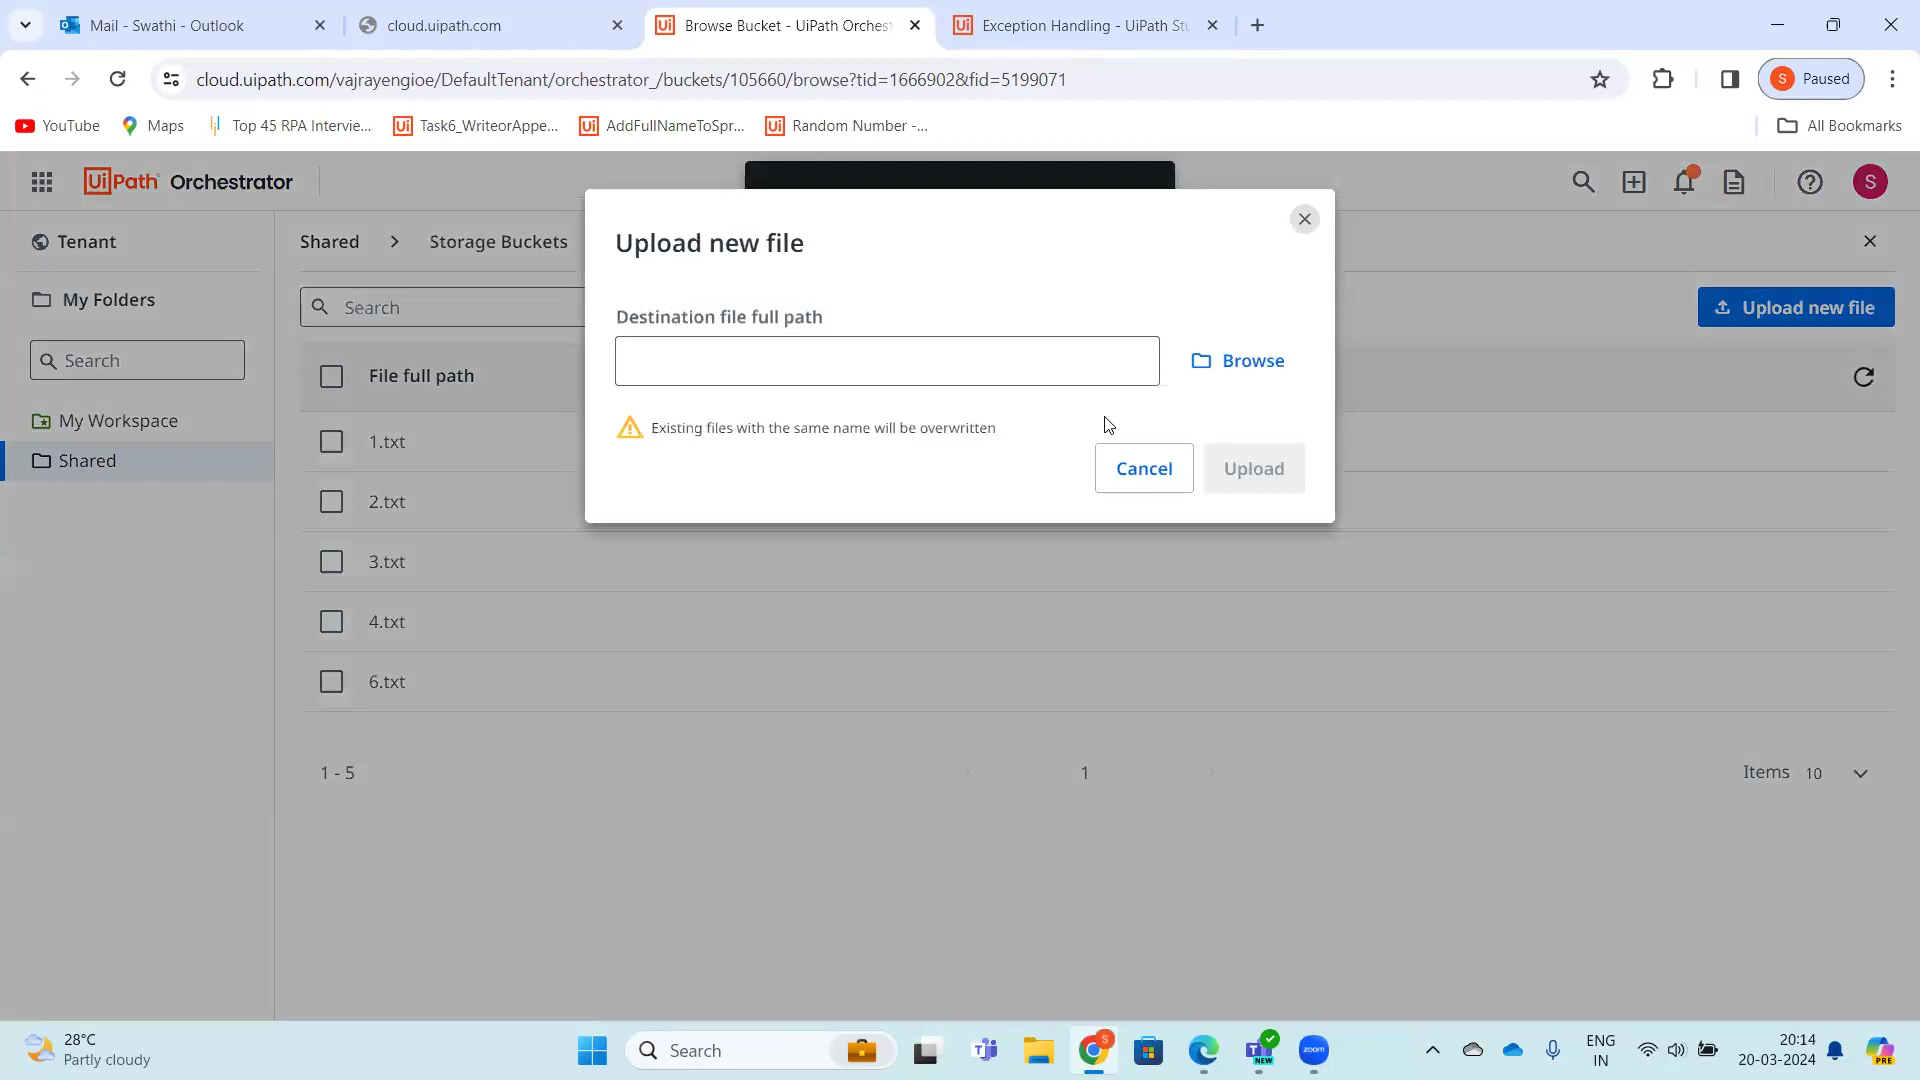 Mail - Swathi - Outlook
cloud.uipath.com
Browse Bucket - UiPath Orches
Exception Handling - UiPath Stu
cloud.uipath.com/vajrayengioe/DefaultTenant/orchestrator_/buckets/105660/browse?tid=1666902&fid=5199071
S
Paused
YouTube
Maps
Top 45 RPA Intervie...
Task6_WriteorAppe...
AddFullNameToSpr...
Random Number -...
All Bookmarks
UiPath Orchestrator
S
Tenant
My Folders
Search
My Workspace
Shared
Shared
Storage Buckets
Search
Upload new file
File full path
1.txt
2.txt
3.txt
4.txt
6.txt
1 - 5
1
Items 10
Upload new file
Destination file full path
Browse
Existing files with the same name will be overwritten
Cancel
Upload
28°C
Partly cloudy
Search
S
NEW
zoom
ENG
IN
20:14
20-03-2024
PRE